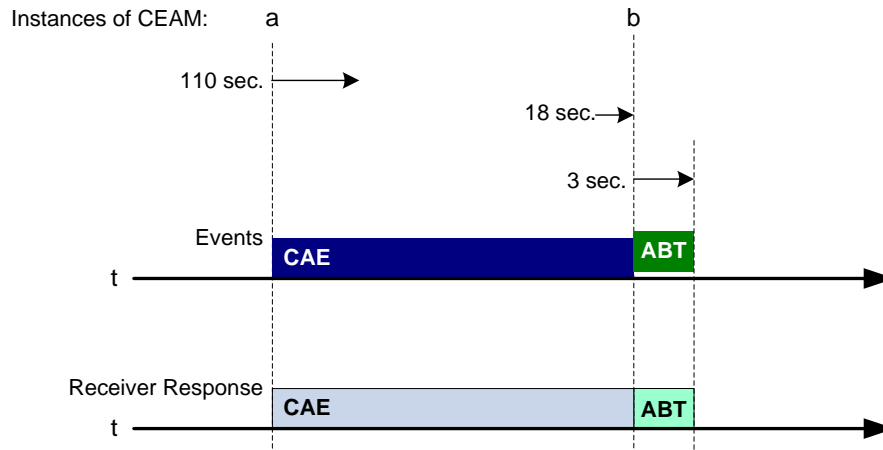 Instances of CEAM: a b
110 sec.
18 sec.
3 sec.
Events
CAE ABT
t
Receiver Response
CAE ABT
t